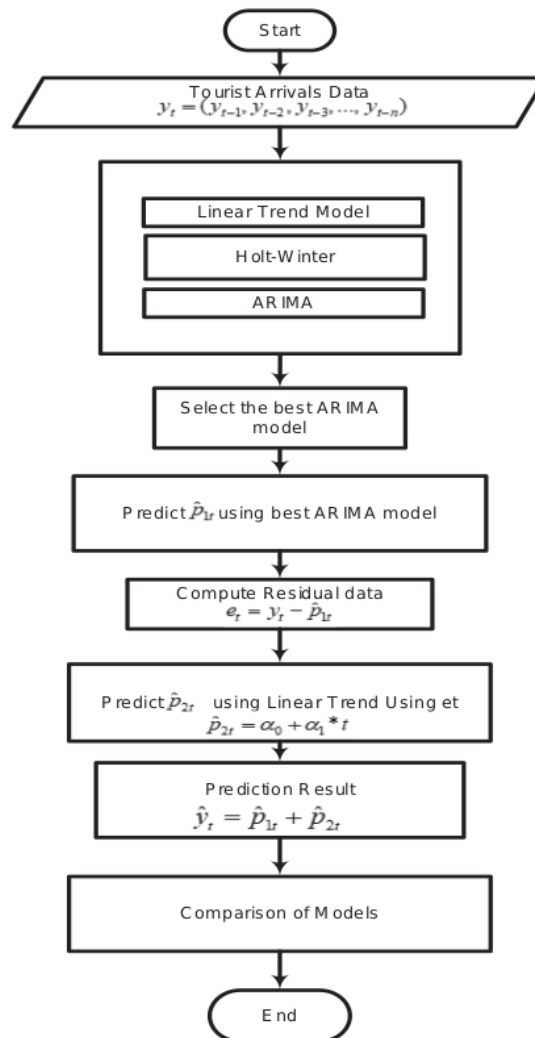 Start
Tourist Arrivals Data
y_t = (y_{t-1}, y_{t-2}, y_{t-3}, ..., y_{t-n})
Linear Trend Model
Holt-Winter
ARIMA
Select the best ARIMA
model
Predict p̂_{1t} using best ARIMA model
Compute Residual data
e_t = y_t − p̂_{1t}
Predict p̂_{2t} using Linear Trend Using et
p̂_{2t} = α_0 + α_1 * t
Prediction Result
ŷ_t = p̂_{1t} + p̂_{2t}
Comparison of Models
End